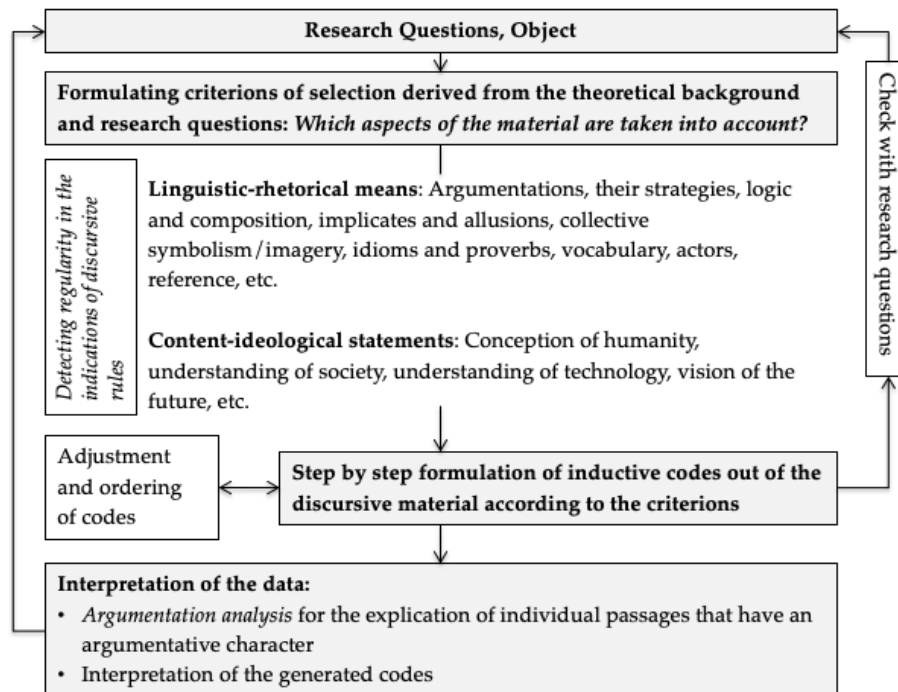 Research Questions, Object
Formulating criterions of selection derived from the theoretical background
and research questions: Which aspects of the material are taken into account?
Check with research questions
Detecting regularity in the
indications of discursive
rules
Linguistic-rhetorical means: Argumentations, their strategies, logic
and composition, implicates and allusions, collective
symbolism/imagery, idioms and proverbs, vocabulary, actors,
reference, etc.
Content-ideological statements: Conception of humanity,
understanding of society, understanding of technology, vision of the
future, etc.
Adjustment
and ordering
of codes
Step by step formulation of inductive codes out of the
discursive material according to the criterions
Interpretation of the data:
• Argumentation analysis for the explication of individual passages that have an
argumentative character
• Interpretation of the generated codes